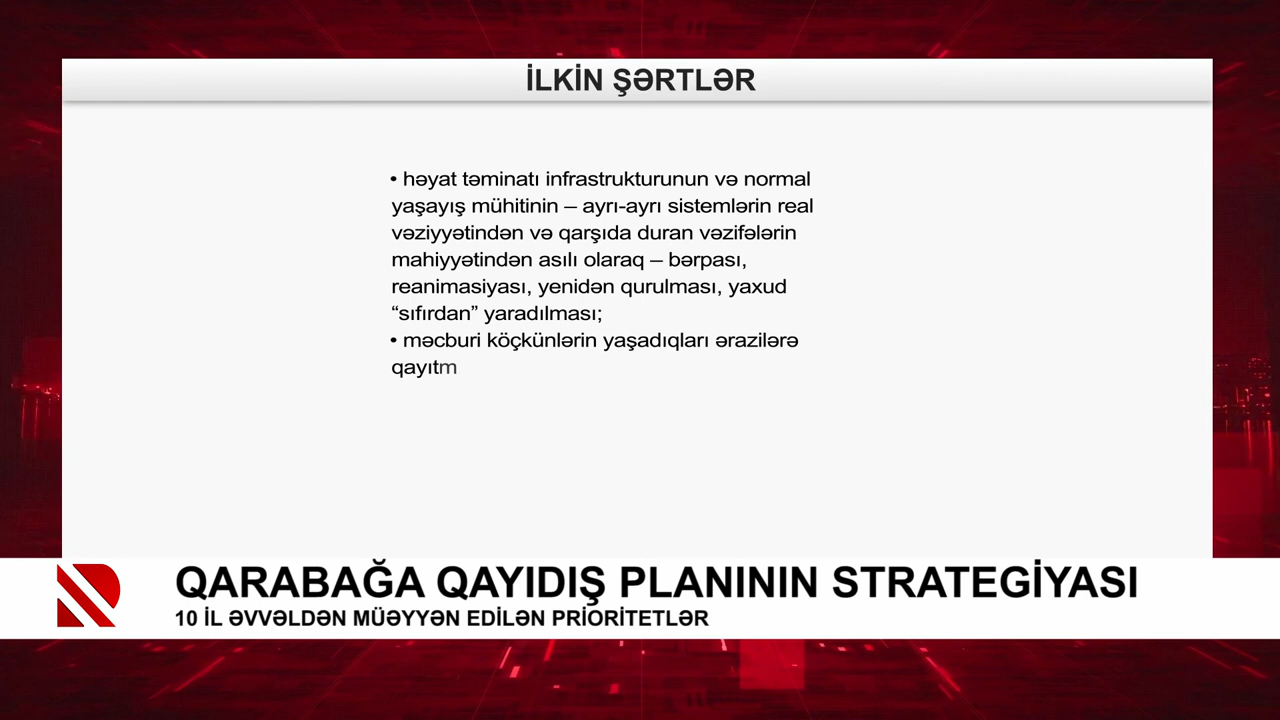 İLKİN ŞƏRTLƏR
• həyat təminatı infrastrukturunun və normal
yaşayış mühitinin – ayrı-ayrı sistemlərin real
vəziyyətindən və qarşıda duran vəzifələrin
mahiyyətindən asılı olaraq – bərpası,
reanimasiyası, yenidən qurulması, yaxud
“sıfırdan” yaradılması;
• məcburi köçkünlərin yaşadıqları ərazilərə
qayıtm
QARABAĞA QAYIDIŞ PLANININ STRATEGİYASI
10 İL ƏVVƏLDƏN MÜƏYYƏN EDİLƏN PRİORİTETLƏR